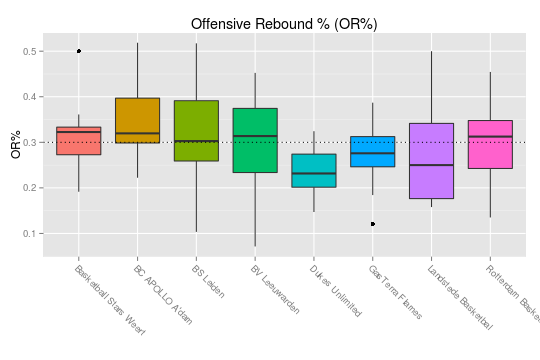 Offensive Rebound % (OR%)
OR%
0.5
0.4
0.3
0.2
0.1
Basketball Stars Weert
BC APOLLO A'dam
BS Leiden
BV Leeuwarden
Dukes Unlimited
GasTerra Flames
Landstede Basketbal
Rotterdam Baske